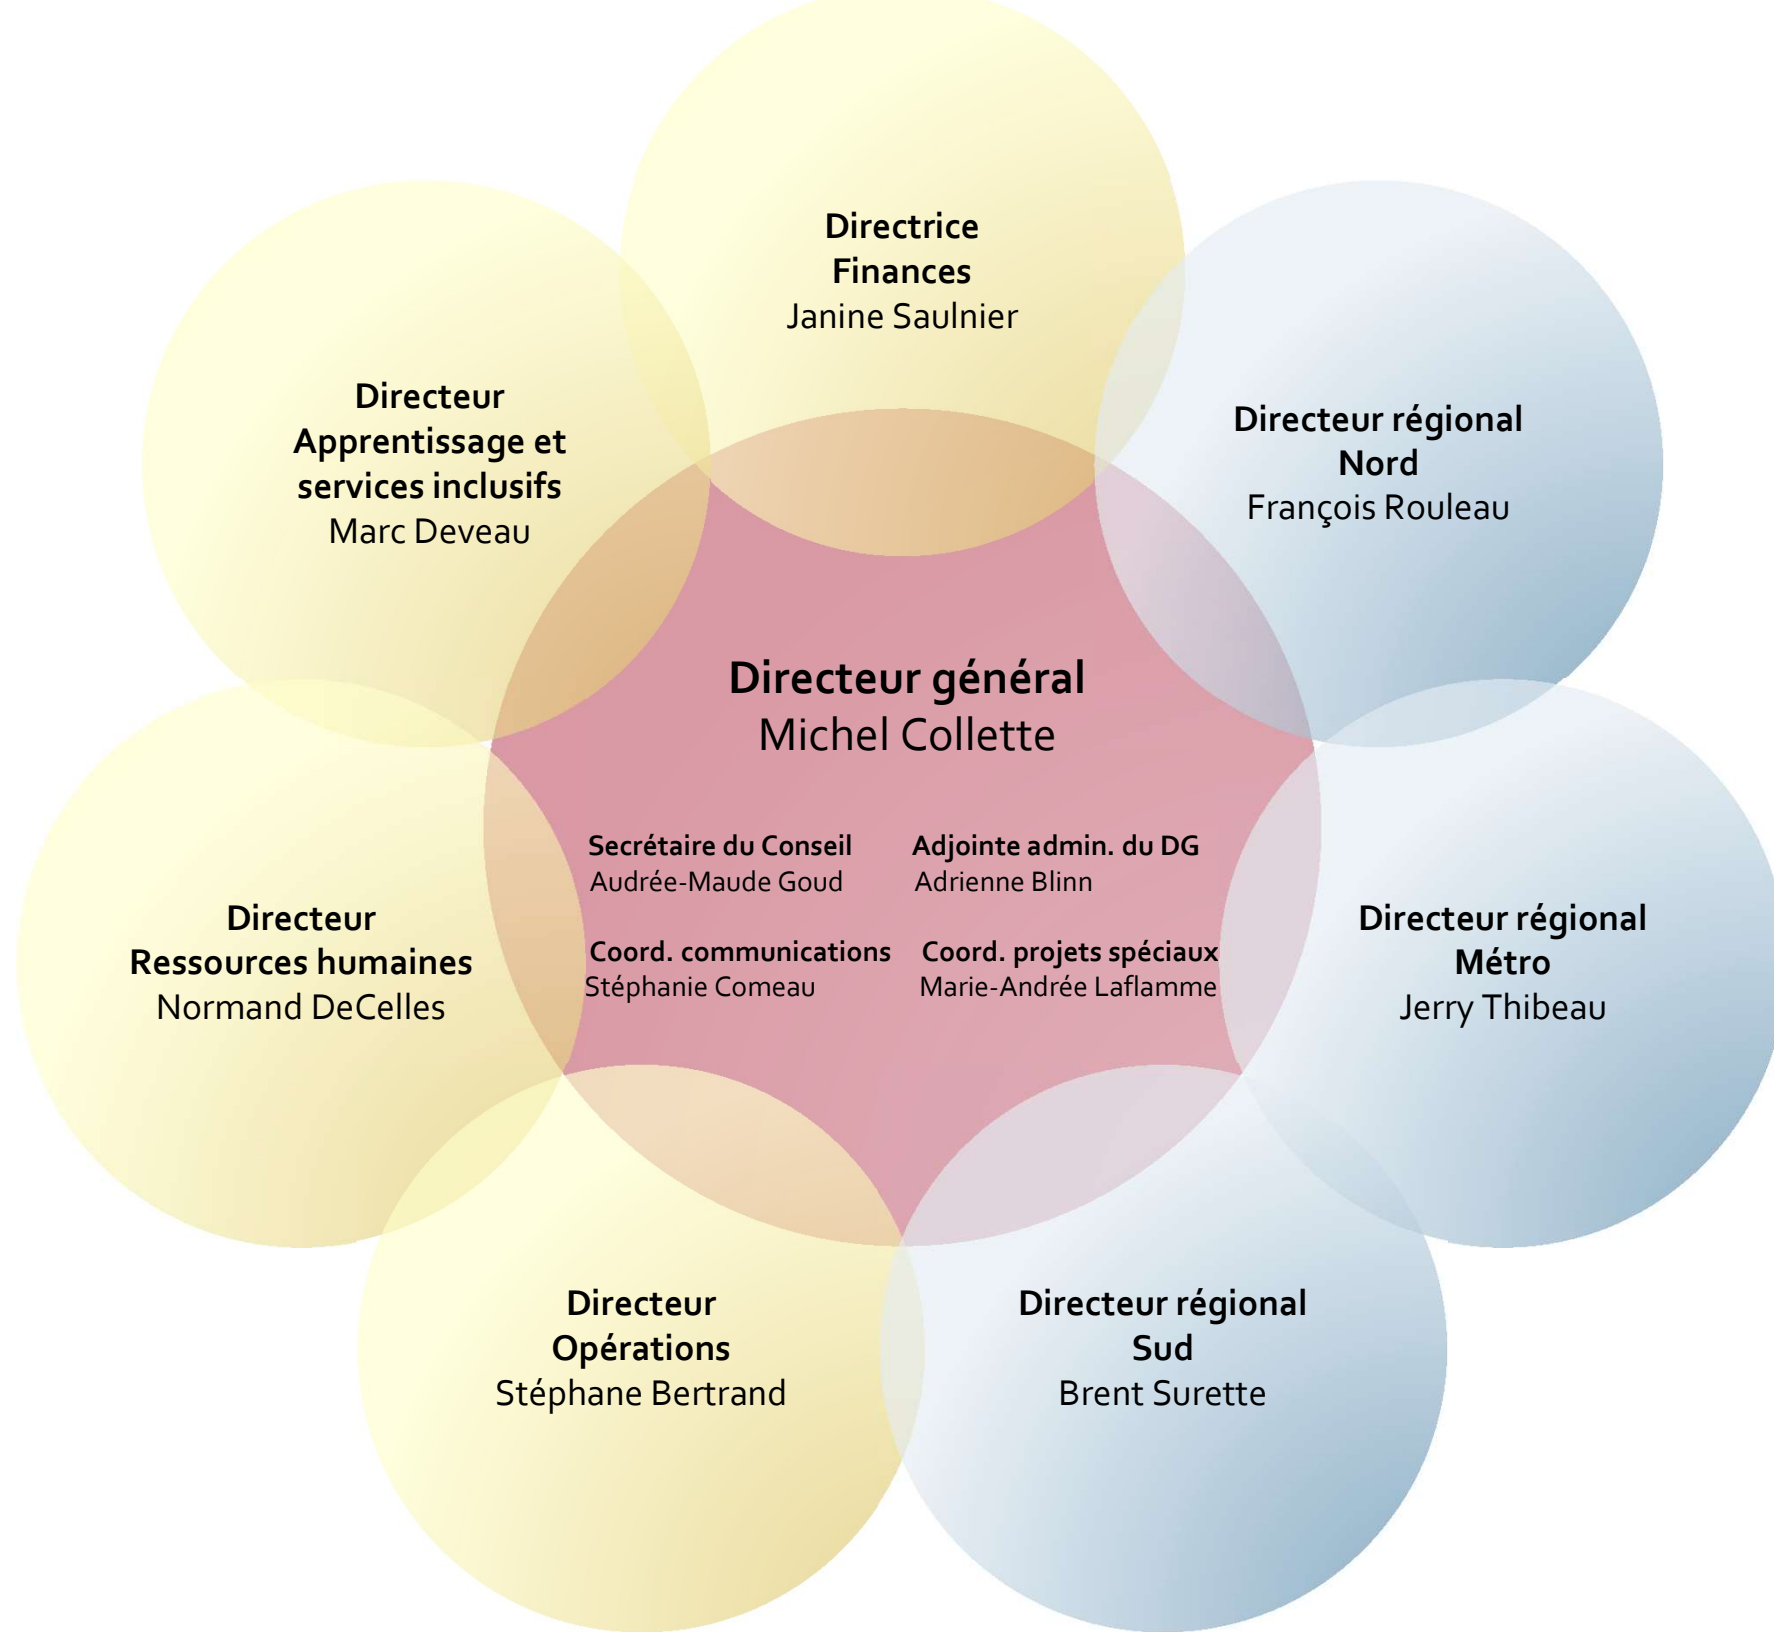 Directrice
Finances
Janine Saulnier
Directeur
Apprentissage et
services inclusifs
Marc Deveau
Directeur régional
Nord
François Rouleau
Directeur général
Michel Collette
Secrétaire du Conseil
Audrée-Maude Goud
Adjointe admin. du DG
Adrienne Blinn
Coord. communications
Stéphanie Comeau
Coord. projets spéciaux
Marie-Andrée Laflamme
Directeur
Ressources humaines
Normand DeCelles
Directeur régional
Métro
Jerry Thibeau
Directeur
Opérations
Stéphane Bertrand
Directeur régional
Sud
Brent Surette